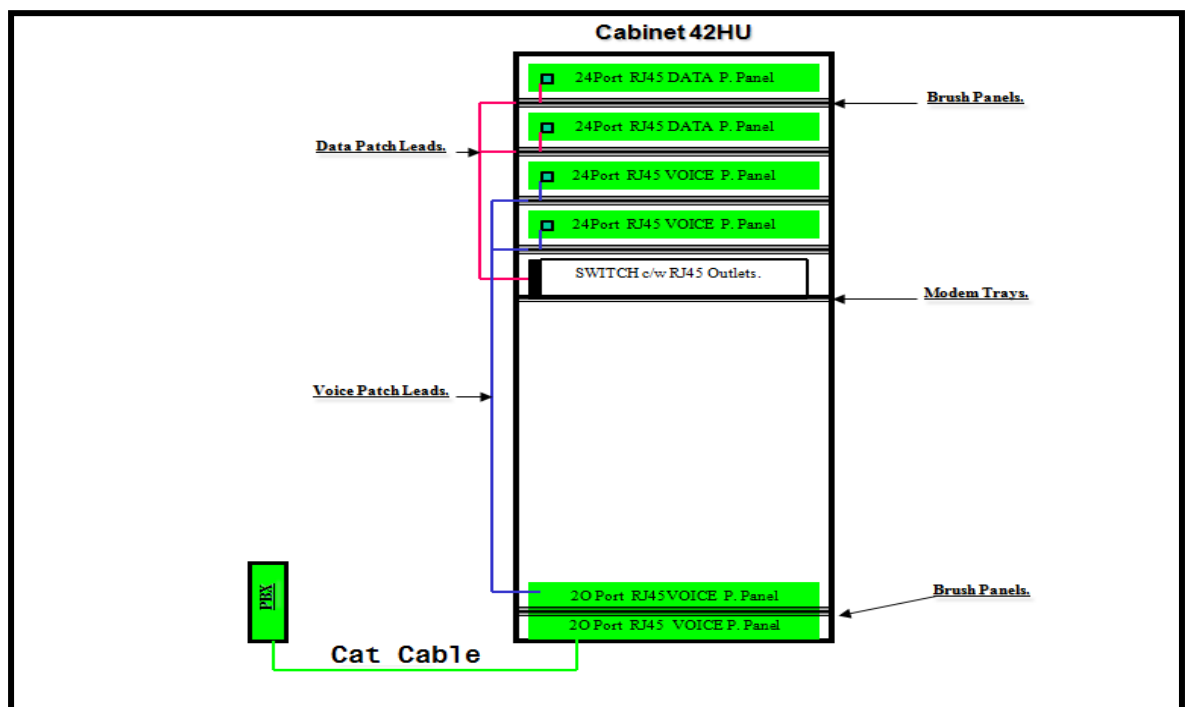 Cabinet 42HU
24Port RJ45 DATA P. Panel
Brush Panels.
24Port RJ45 DATA P. Panel
Data Patch Leads.
24Port RJ45 VOICE P. Panel
24Port RJ45 VOICE P. Panel
SWITCH c/w RJ45 Outlets.
Modem Trays.
Voice Patch Leads.
PBX
2O Port RJ45VOICE P. Panel
Brush Panels.
2O Port RJ45 VOICE P. Panel
Cat Cable